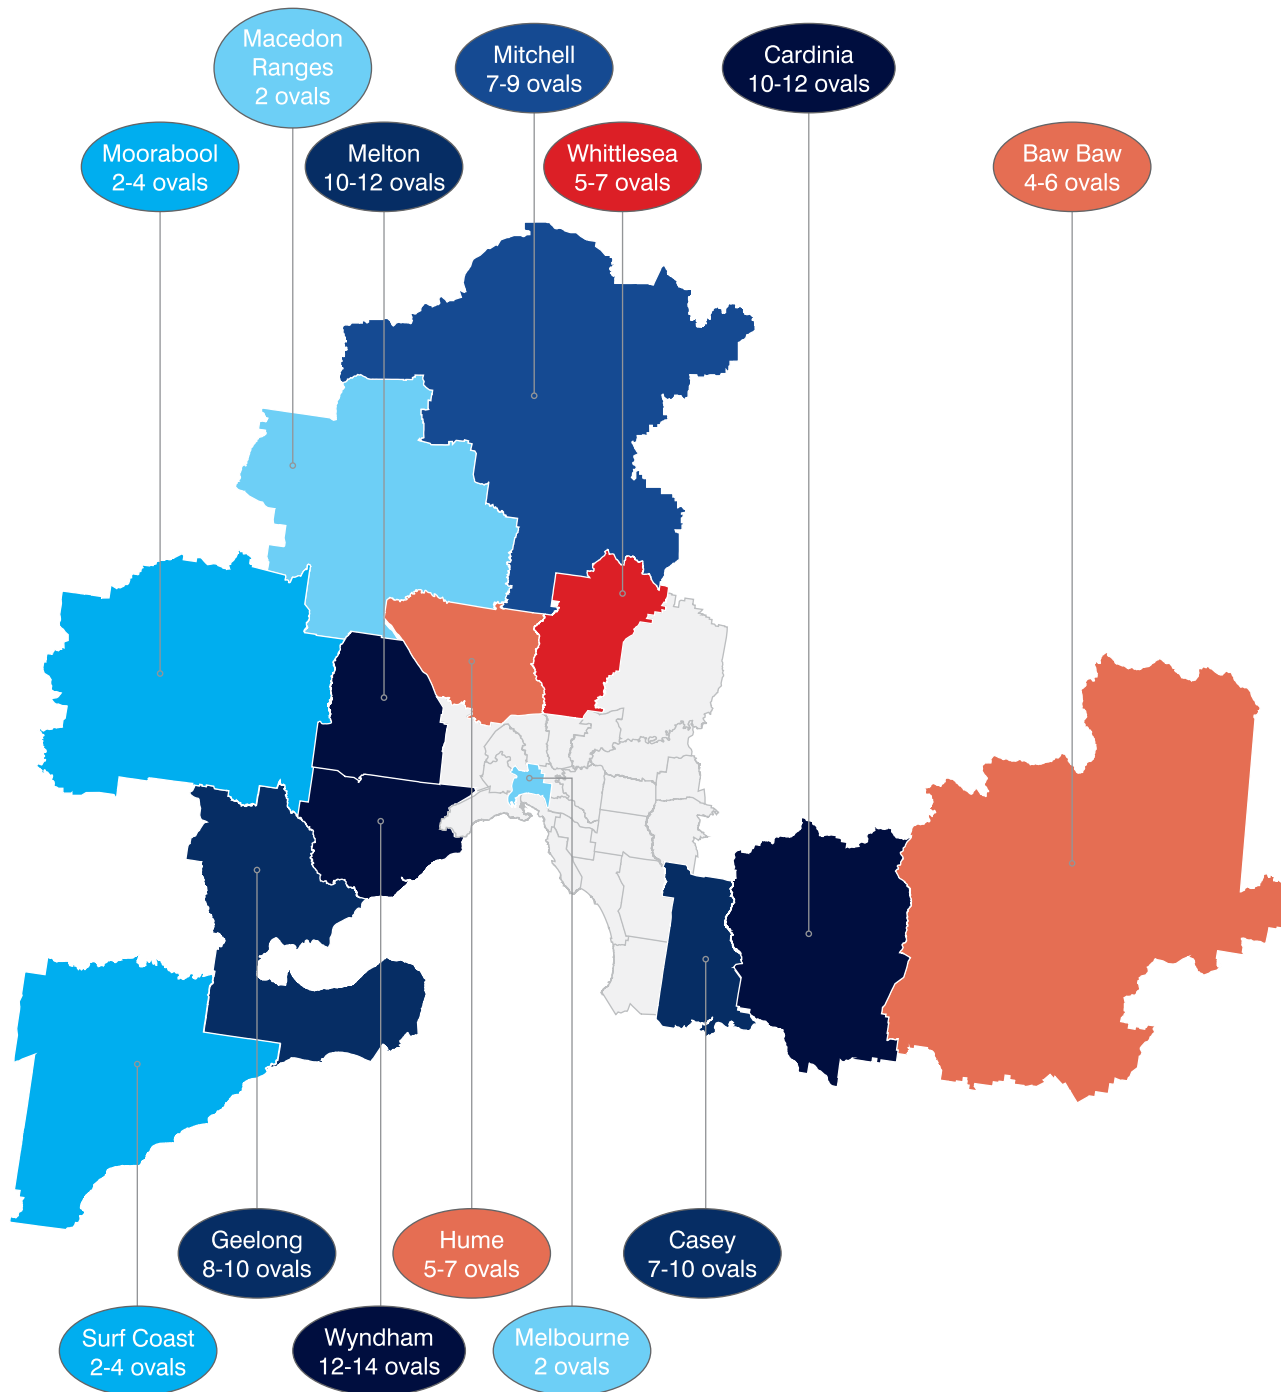 Macedon
Ranges
2 ovals
Mitchell
7-9 ovals
Cardinia
10-12 ovals
Moorabool
2-4 ovals
Melton
10-12 ovals
Whittlesea
5-7 ovals
Baw Baw
4-6 ovals
Geelong
8-10 ovals
Hume
5-7 ovals
Casey
7-10 ovals
Surf Coast
2-4 ovals
Wyndham
12-14 ovals
Melbourne
2 ovals